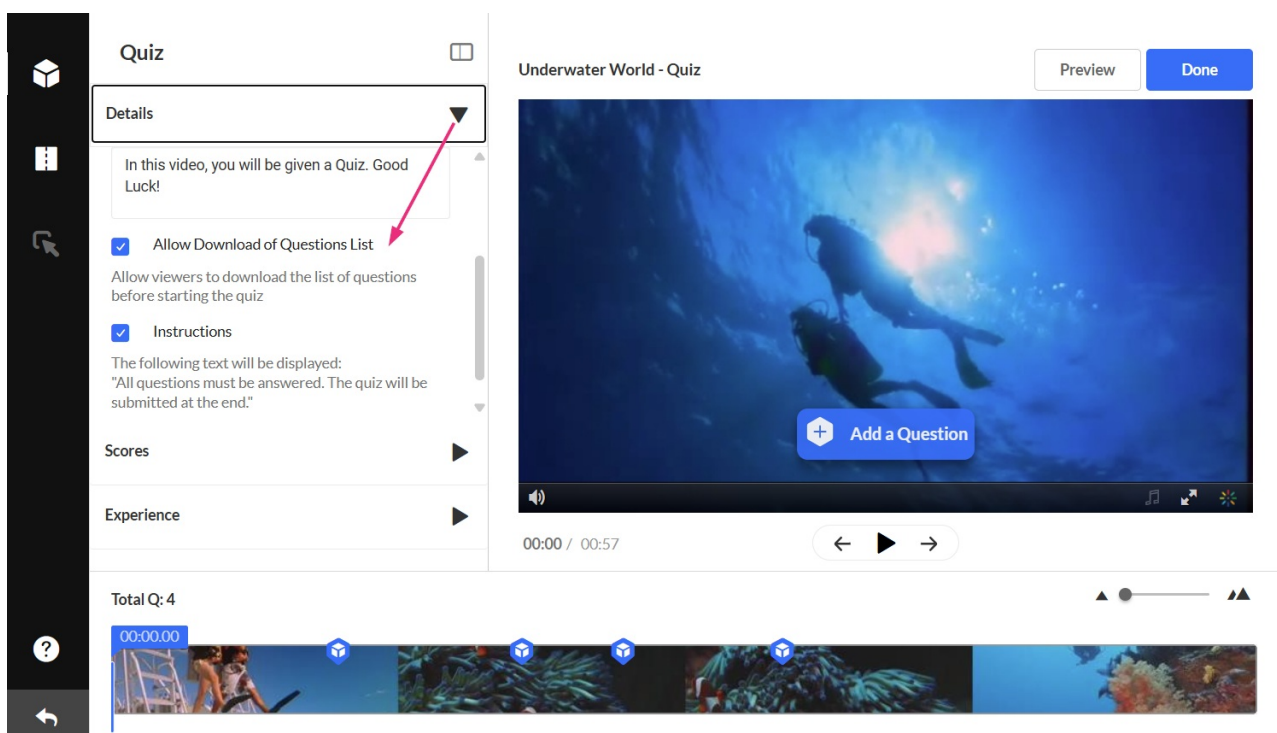 Quiz
Details
In this video, you will be given a Quiz. Good
Luck!
Allow Download of Questions List
Allow viewers to download the list of questions
before starting the quiz
Instructions
The following text will be displayed:
"All questions must be answered. The quiz will be
submitted at the end."
Scores
Experience
Underwater World - Quiz
Preview
Done
Add a Question
00:00 / 00:57
Total Q: 4
00:00.00
?